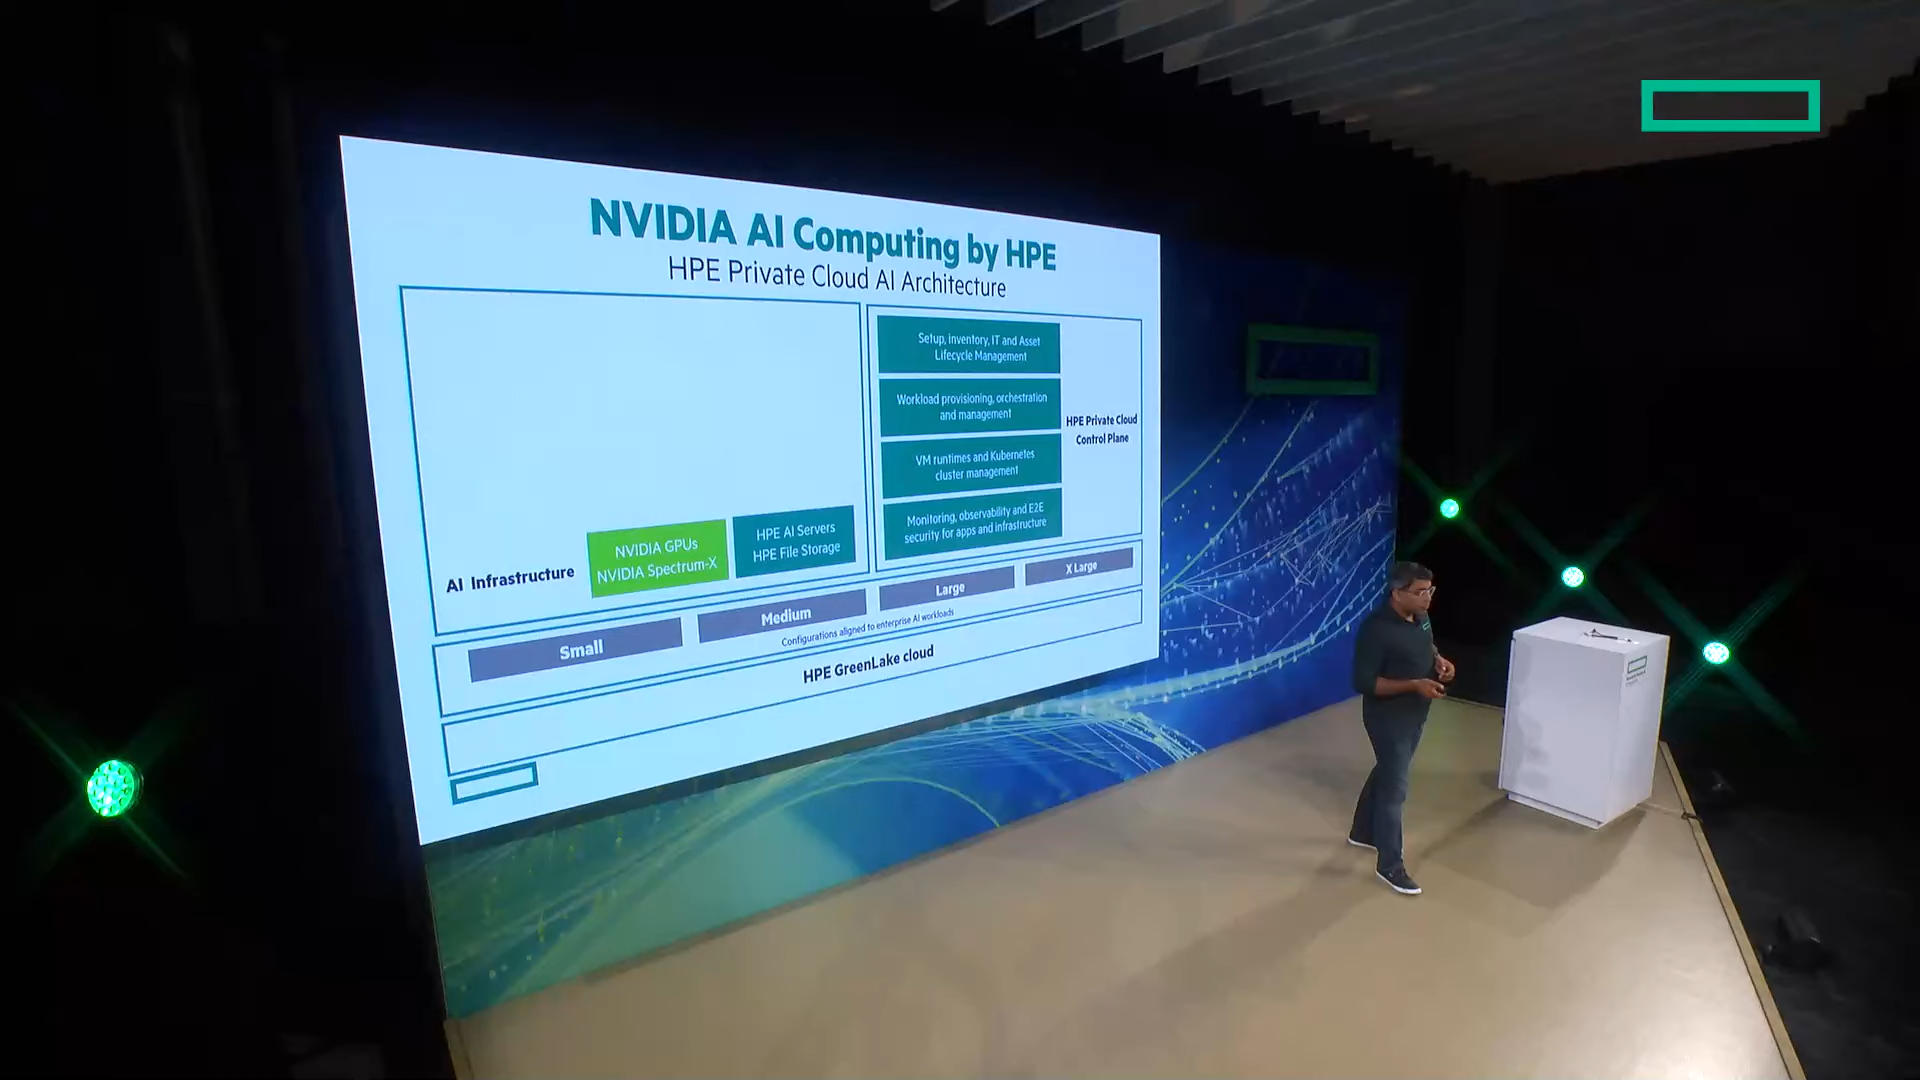 NVIDIA AI Computing by HPE
HPE Private Cloud AI Architecture
Setup, inventory, IT and Asset
Lifecycle Management
Workload provisioning, orchestration
and management
VM runtimes and Kubernetes
cluster management
Monitoring, observability and E2E
security for apps and infrastructure
HPE Private Cloud
Control Plane
AI Infrastructure
NVIDIA GPUs
NVIDIA Spectrum-X
HPE AI Servers
HPE File Storage
Small
Medium
Large
X Large
Configurations aligned to enterprise AI workloads
HPE GreenLake cloud